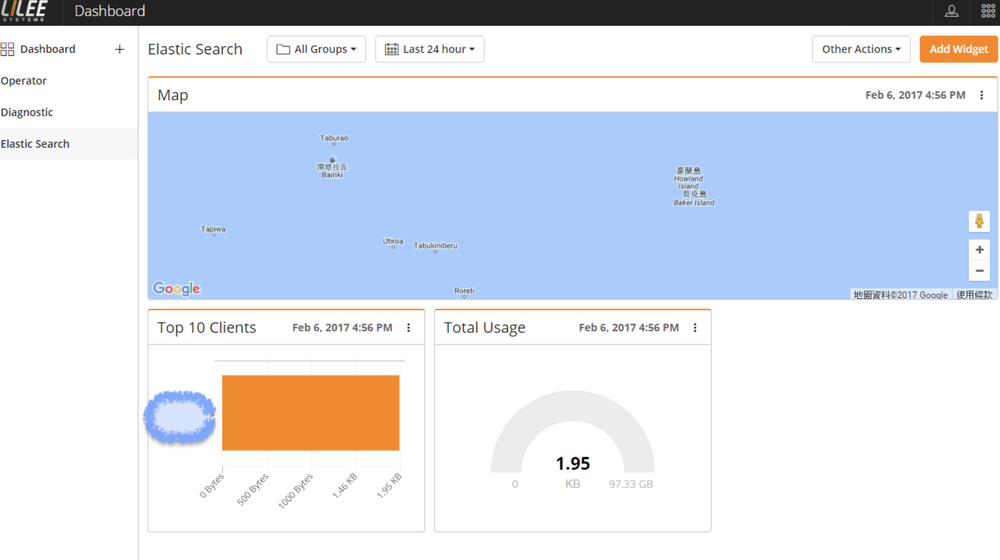 LILEE
SYSTEMS
Dashboard
Dashboard +
Operator
Diagnostic
Elastic Search
Elastic Search
All Groups
Last 24 hour
Other Actions
Add Widget
Map
Feb 6, 2017 4:56 PM
Taburao
南塔拉瓦
Bairiki
Tapiwa
Utiroa
Tabukiniberu
Roreti
豪蘭島
Howland
Island
貝克島
Baker Island
+
−
Google
地圖資料©2017 Google
使用條款
Top 10 Clients
Feb 6, 2017 4:56 PM
0 Bytes
500 Bytes
1000 Bytes
1.46 KB
1.95 KB
Total Usage
Feb 6, 2017 4:56 PM
1.95
0
KB
97.33 GB